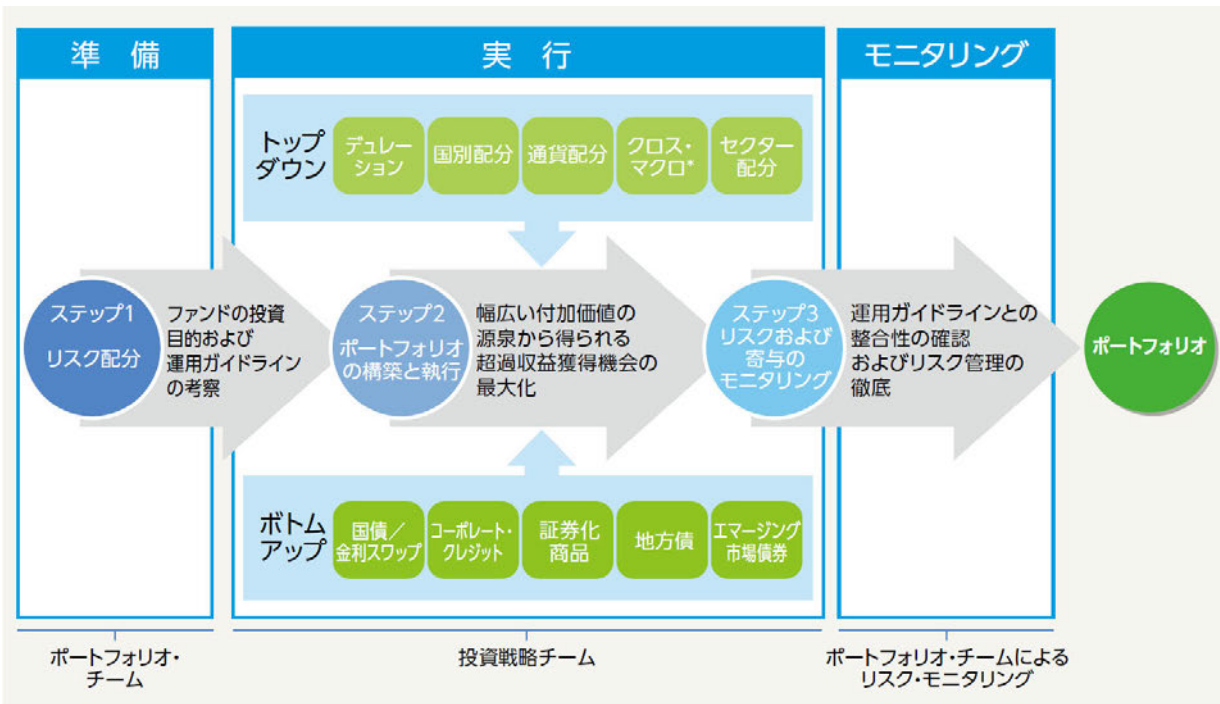 準 備
実 行
モニタリング
トップ
ダウン
デュレー
ション
国別配分
通貨配分
クロス・
マクロ*
セクター
配分
ステップ1
リスク配分
ファンドの投資
目的および
運用ガイドライン
の考察
ステップ2
ポートフォリオ
の構築と執行
幅広い付加価値の
源泉から得られる
超過収益獲得機会の
最大化
ステップ3
リスクおよび
寄与の
モニタリング
運用ガイドラインとの
整合性の確認
およびリスク管理の
徹底
ポートフォリオ
ボトム
アップ
国債／
金利スワップ
コーポレート・
クレジット
証券化
商品
地方債
エマージング
市場債券
ポートフォリオ・
チーム
投資戦略チーム
ポートフォリオ・チームによる
リスク・モニタリング